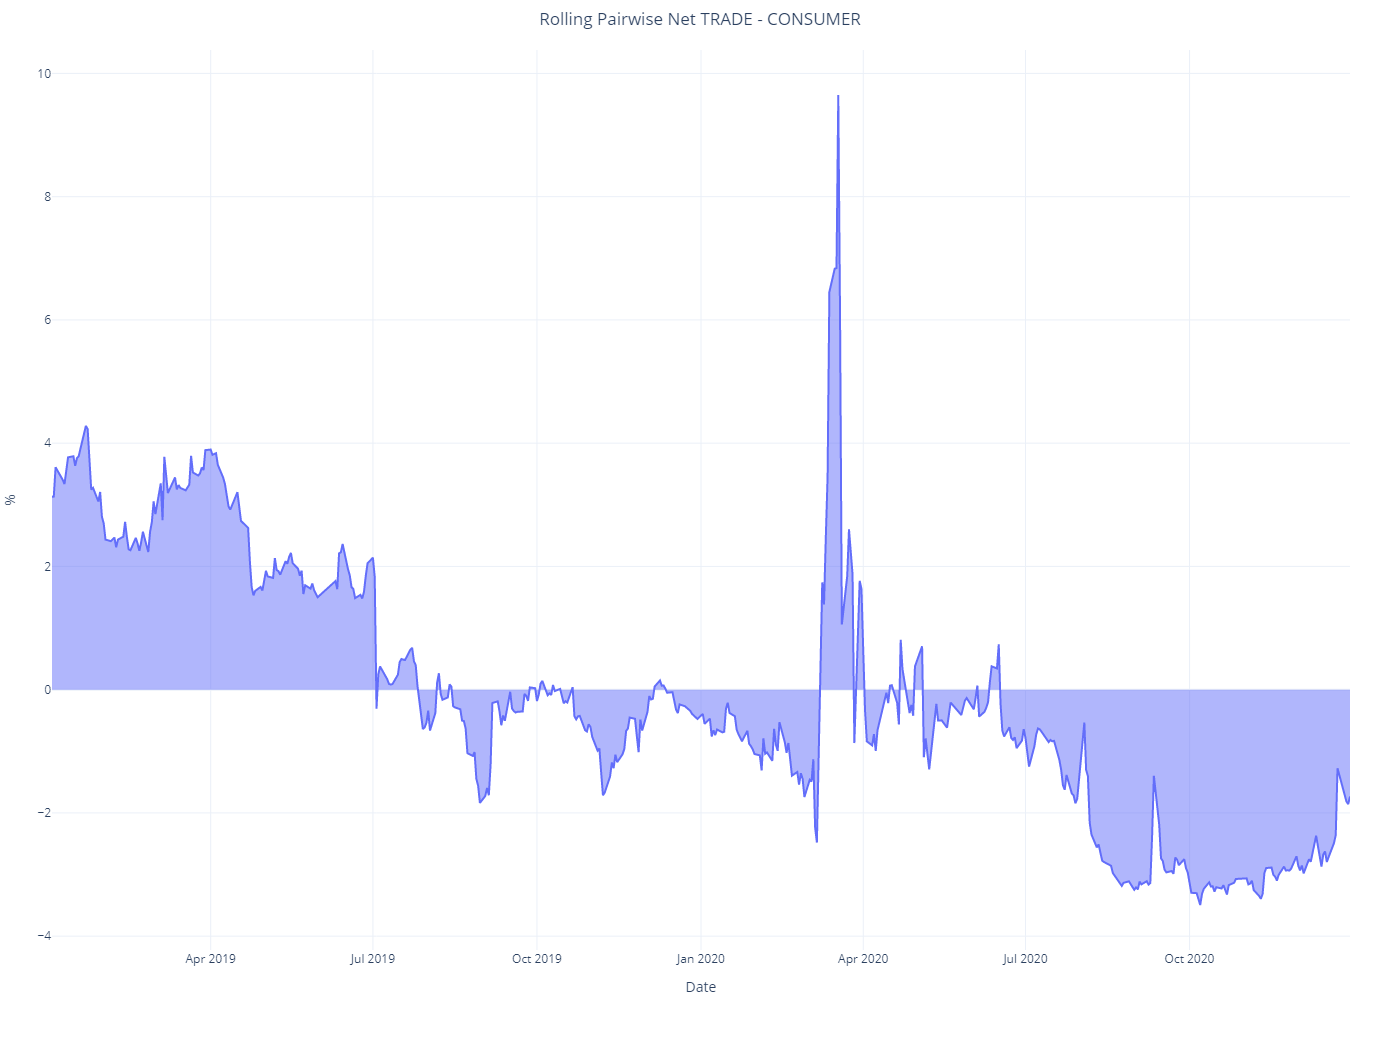 Rolling Pairwise Net TRADE - CONSUMER
10
8
6
4
2
0
−2
−4
%
Apr 2019
Jul 2019
Oct 2019
Jan 2020
Apr 2020
Jul 2020
Oct 2020
Date